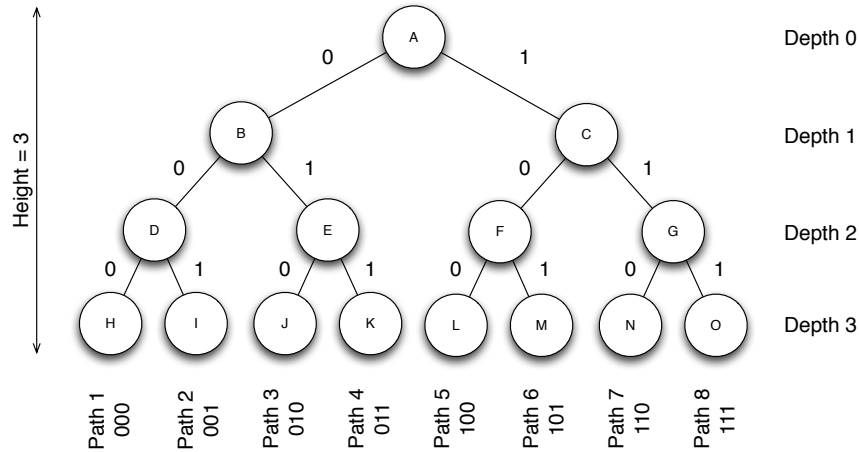 A
Depth 0
0
1
Height = 3
B
C
Depth 1
0
1
0
1
D
E
F
G
Depth 2
0
1
0
1
0
1
0
1
H
I
J
K
L
M
N
O
Depth 3
Path 1
000
Path 2
001
Path 3
010
Path 4
011
Path 5
100
Path 6
101
Path 7
110
Path 8
111